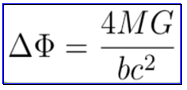 ΔΦ = 4MG / bc²